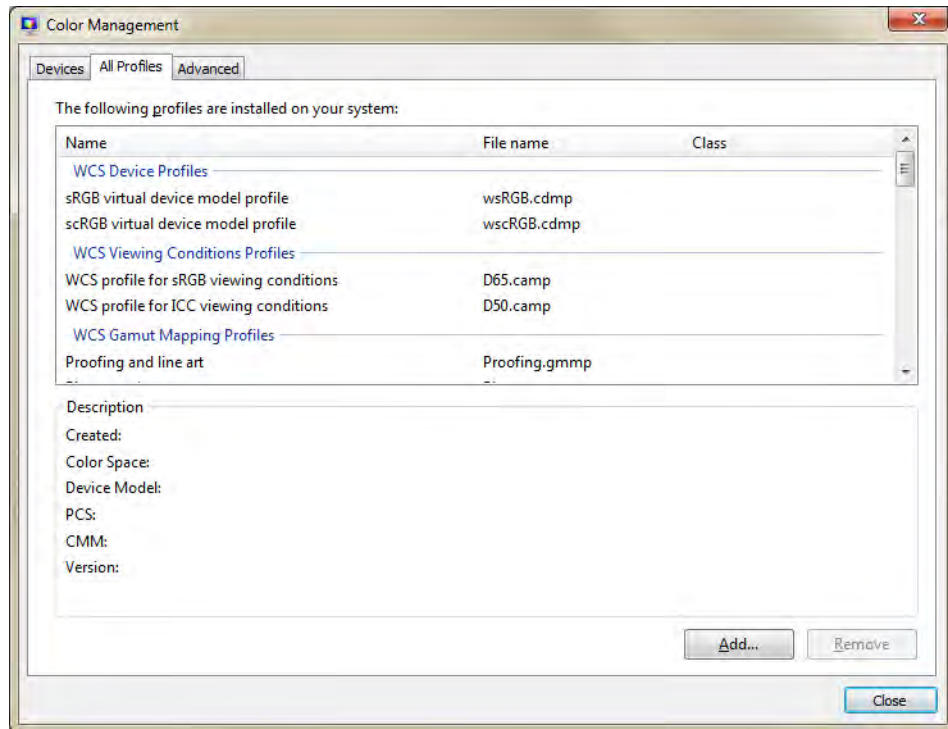 Color Management
Devices All Profiles Advanced
The following profiles are installed on your system:
Name File name Class
WCS Device Profiles
sRGB virtual device model profile wsRGB.cdmp
scRGB virtual device model profile wscRGB.cdmp
WCS Viewing Conditions Profiles
WCS profile for sRGB viewing conditions D65.camp
WCS profile for ICC viewing conditions D50.camp
WCS Gamut Mapping Profiles
Proofing and line art Proofing.gmmp
Description
Created:
Color Space:
Device Model:
PCS:
CMM:
Version:
Add... Remove
Close